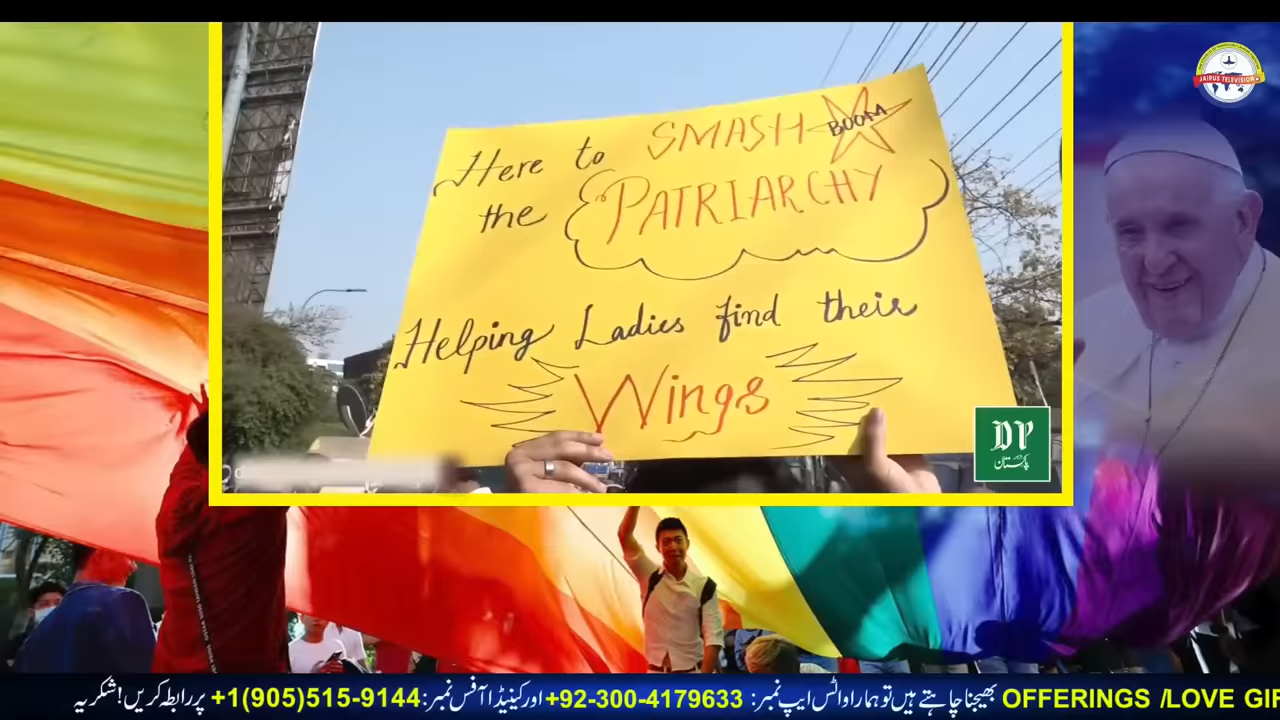 Here to SMASH BOOM
the PATRIARCHY
Helping Ladies find their
Wings
JAIRUS TELEVISION
DP
پاکستان
OFFERINGS /LOVE GIF بھیجنا چاہتے ہیں تو ہمارا واٹس ایپ نمبر: +92-300-4179633 اور کینیڈا آفس نمبر: +1(905)515-9144 پر رابطہ کریں! شکریہ